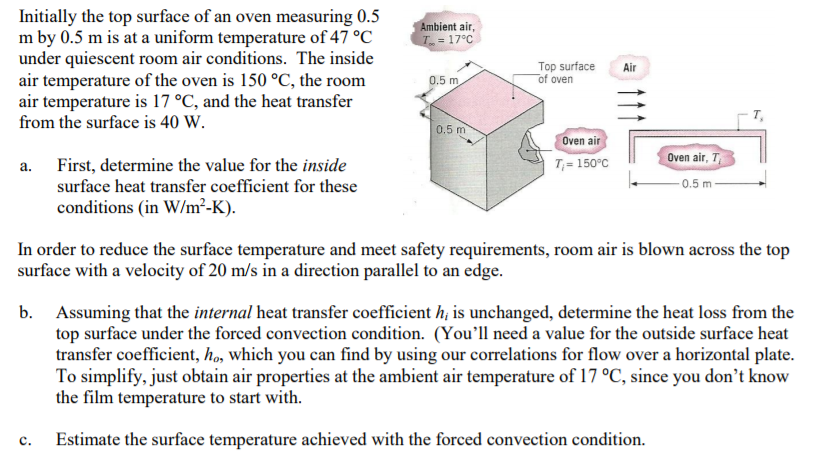 Initially the top surface of an oven measuring 0.5
m by 0.5 m is at a uniform temperature of 47 °C
under quiescent room air conditions. The inside
air temperature of the oven is 150 °C, the room
air temperature is 17 °C, and the heat transfer
from the surface is 40 W.
a. First, determine the value for the inside
surface heat transfer coefficient for these
conditions (in W/m²-K).
Ambient air,
T∞ = 17°C
0.5 m
0.5 m
Top surface
of oven
Oven air
Tᵢ = 150°C
Air
Tₛ
Oven air, Tᵢ
0.5 m
In order to reduce the surface temperature and meet safety requirements, room air is blown across the top
surface with a velocity of 20 m/s in a direction parallel to an edge.
b. Assuming that the internal heat transfer coefficient hᵢ is unchanged, determine the heat loss from the
top surface under the forced convection condition. (You’ll need a value for the outside surface heat
transfer coefficient, hₒ, which you can find by using our correlations for flow over a horizontal plate.
To simplify, just obtain air properties at the ambient air temperature of 17 °C, since you don’t know
the film temperature to start with.
c. Estimate the surface temperature achieved with the forced convection condition.